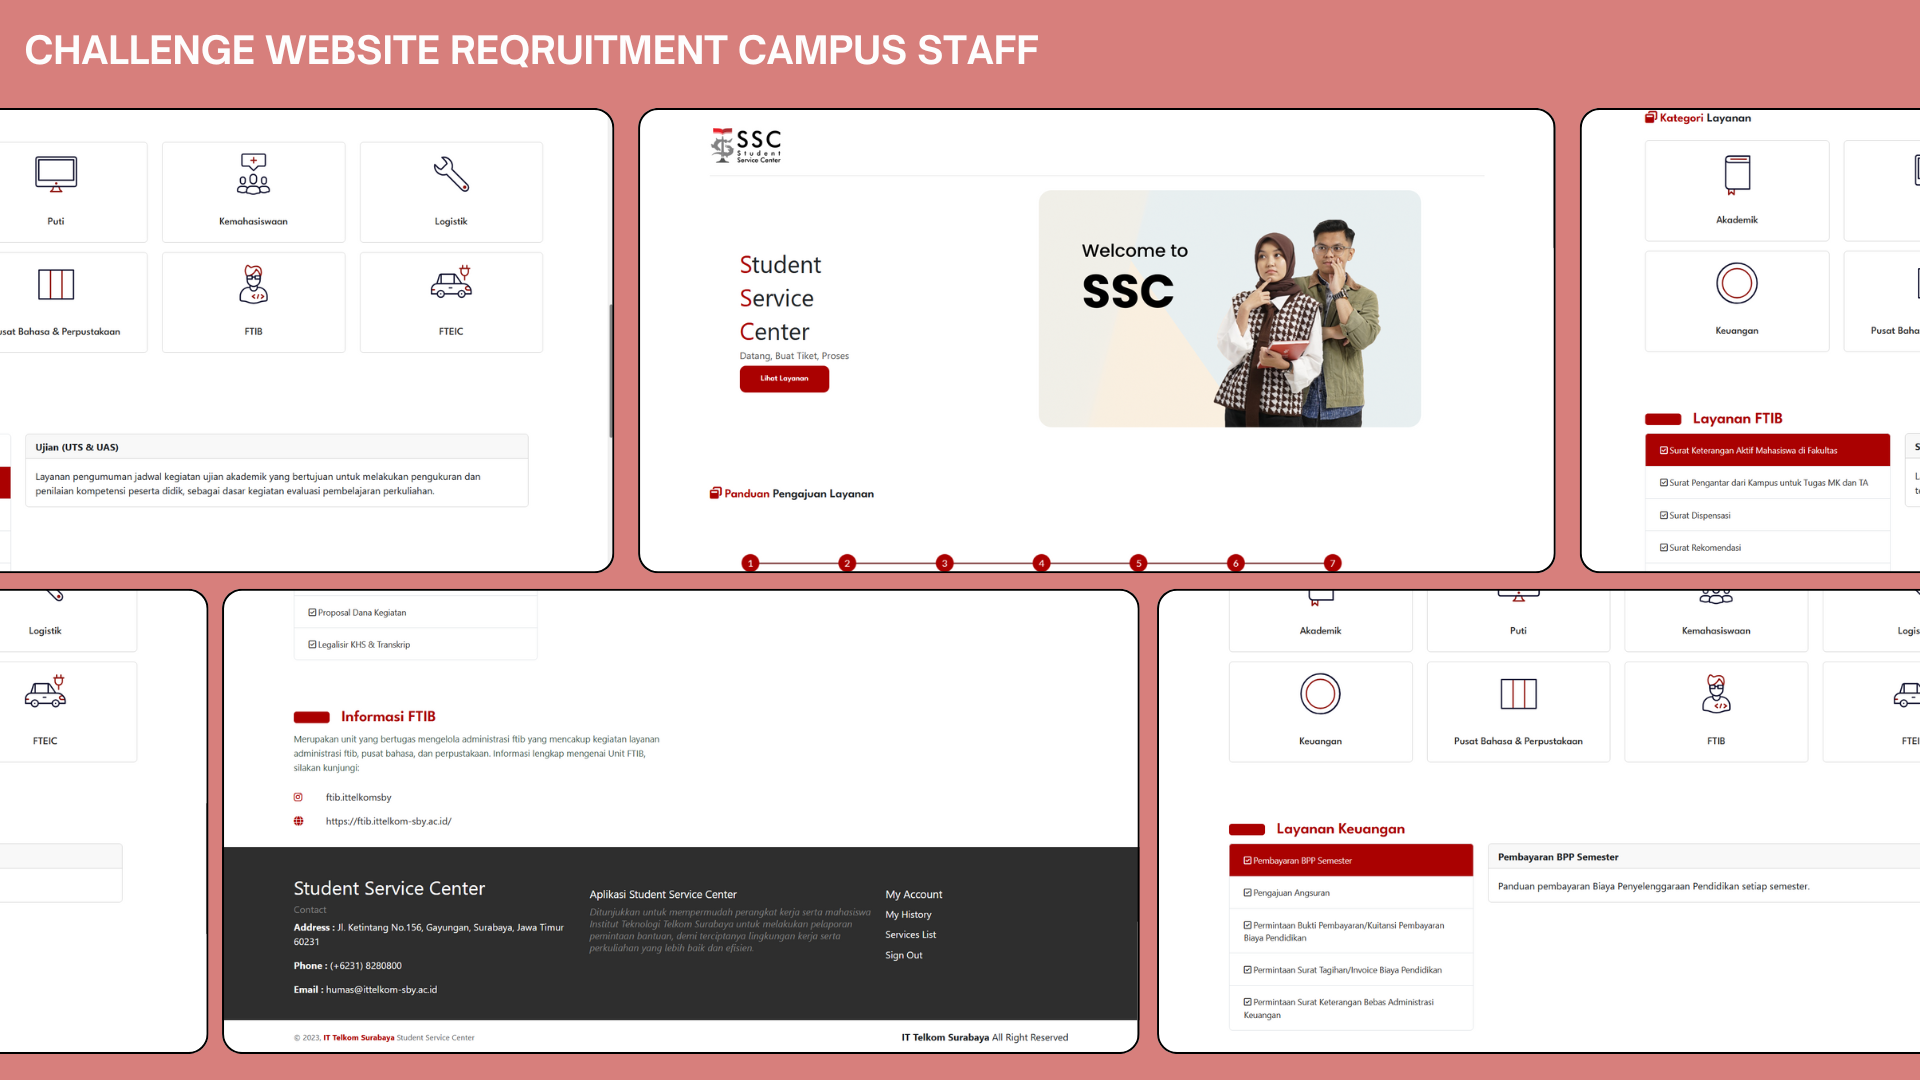 CHALLENGE WEBSITE REQRUITMENT CAMPUS STAFF
Puti
Kemahasiswaan
Logistik
Pusat Bahasa & Perpustakaan
FTIB
FTEIC
Ujian (UTS & UAS)
Layanan pengumuman jadwal kegiatan ujian akademik yang bertujuan untuk melakukan pengukuran dan
penilaian kompetensi peserta didik, sebagai dasar kegiatan evaluasi pembelajaran perkuliahan.
SSC
Student
Service Center
Student
Service
Center
Datang, Buat Tiket, Proses
Lihat Layanan
Welcome to
SSC
Panduan Pengajuan Layanan
1 2 3 4 5 6 7
Kategori Layanan
Akademik
Keuangan
Pusat Baha
Layanan FTIB
Surat Keterangan Aktif Mahasiswa di Fakultas
Surat Pengantar dari Kampus untuk Tugas MK dan TA
Surat Dispensasi
Surat Rekomendasi
Logistik
FTEIC
Proposal Dana Kegiatan
Legalisir KHS & Transkrip
Informasi FTIB
Merupakan unit yang bertugas mengelola administrasi ftib yang mencakup kegiatan layanan
administrasi ftib, pusat bahasa, dan perpustakaan. Informasi lengkap mengenai Unit FTIB,
silakan kunjungi:
ftib.ittelkomsby
https://ftib.ittelkom-sby.ac.id/
Student Service Center
Contact
Address : Jl. Ketintang No.156, Gayungan, Surabaya, Jawa Timur
60231
Phone : (+6231) 8280800
Email : humas@ittelkom-sby.ac.id
Aplikasi Student Service Center
Ditunjukkan untuk mempermudah perangkat kerja serta mahasiswa
Institut Teknologi Telkom Surabaya untuk melakukan pelaporan
permintaan bantuan, demi terciptanya lingkungan kerja serta
perkuliahan yang lebih baik dan efisien.
My Account
My History
Services List
Sign Out
© 2023, IT Telkom Surabaya Student Service Center
IT Telkom Surabaya All Right Reserved
Akademik
Puti
Kemahasiswaan
Logis
Keuangan
Pusat Bahasa & Perpustakaan
FTIB
FTEI
Layanan Keuangan
Pembayaran BPP Semester
Pengajuan Angsuran
Permintaan Bukti Pembayaran/Kuitansi Pembayaran
Biaya Pendidikan
Permintaan Surat Tagihan/Invoice Biaya Pendidikan
Permintaan Surat Keterangan Bebas Administrasi
Keuangan
Pembayaran BPP Semester
Panduan pembayaran Biaya Penyelenggaraan Pendidikan setiap semester.